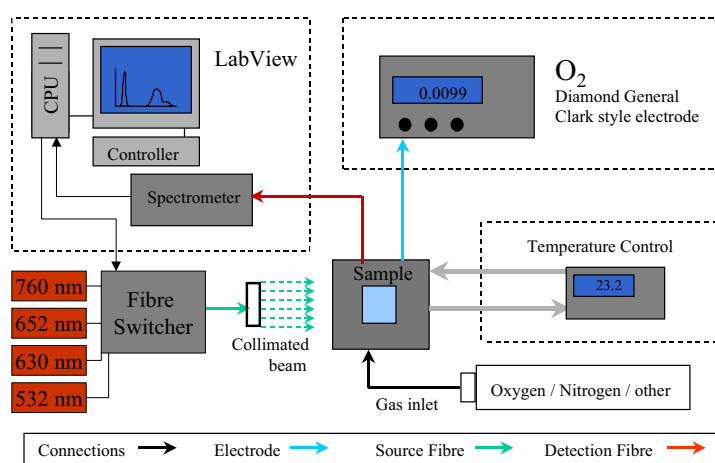 LabView
CPU
Controller
Spectrometer
0.0099
O2
Diamond General
Clark style electrode
Temperature Control
23.2
Sample
760 nm
652 nm
630 nm
532 nm
Fibre
Switcher
Collimated
beam
Gas inlet
Oxygen / Nitrogen / other
Connections
Electrode
Source Fibre
Detection Fibre